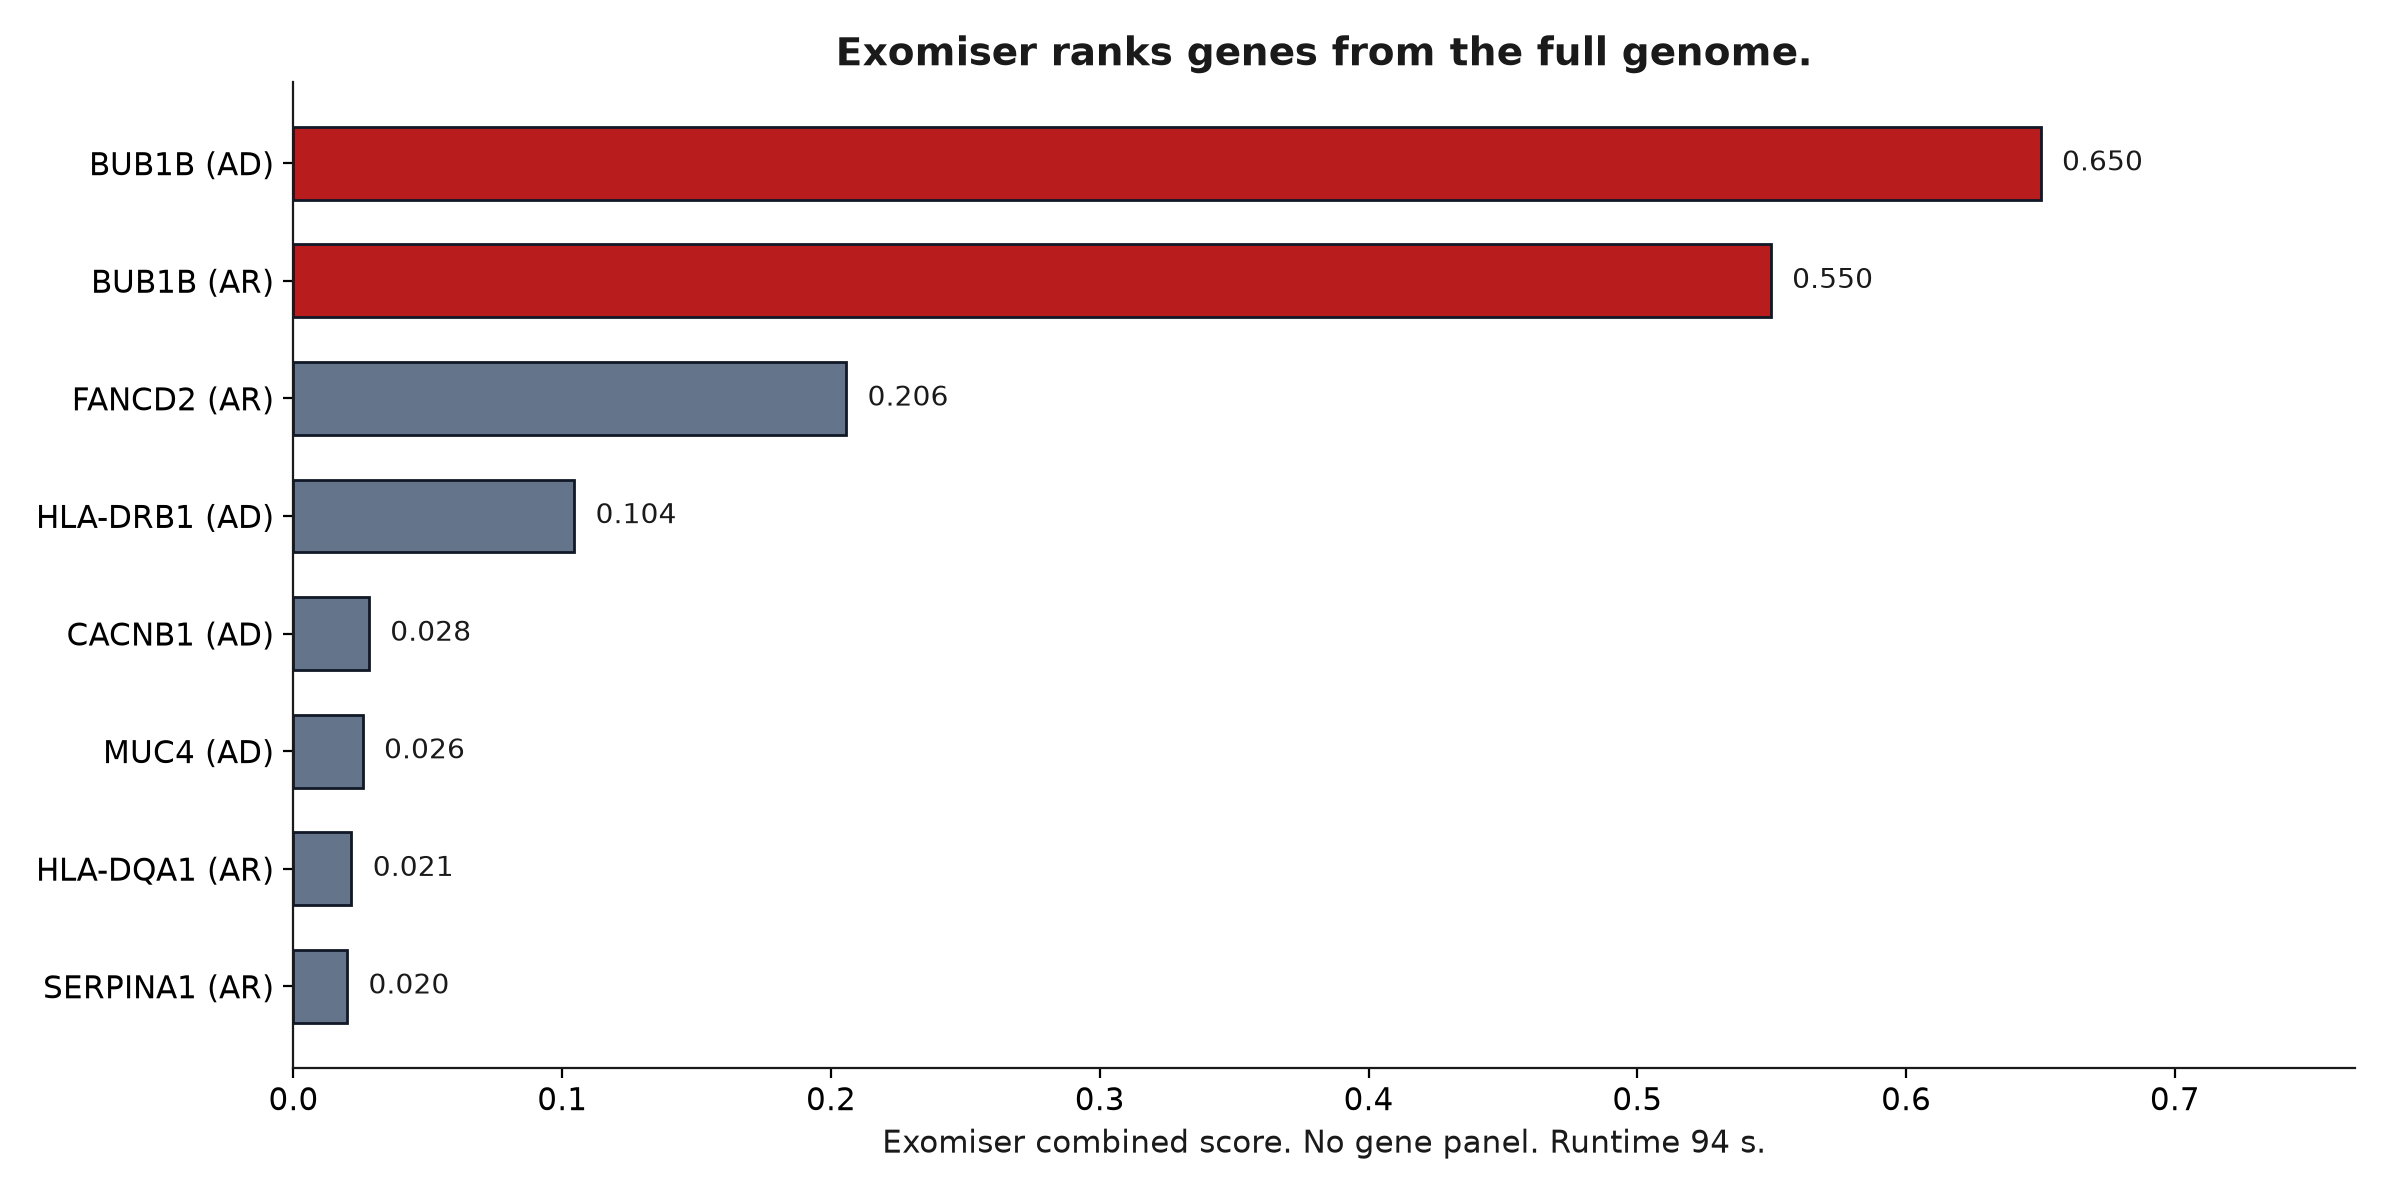 Exomiser ranks genes from the full genome.
BUB1B (AD) 0.650
BUB1B (AR) 0.550
FANCD2 (AR) 0.206
HLA-DRB1 (AD) 0.104
CACNB1 (AD) 0.028
MUC4 (AD) 0.026
HLA-DQA1 (AR) 0.021
SERPINA1 (AR) 0.020
0.0 0.1 0.2 0.3 0.4 0.5 0.6 0.7
Exomiser combined score. No gene panel. Runtime 94 s.